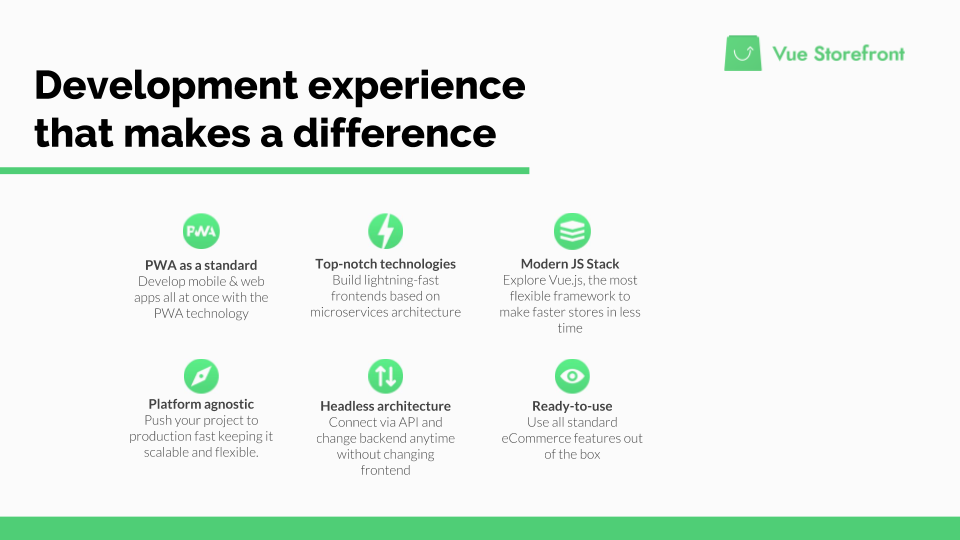 Vue Storefront
Development experience
that makes a difference
PWA
PWA as a standard
Develop mobile & web
apps all at once with the
PWA technology
Top-notch technologies
Build lightning-fast
frontends based on
microservices architecture
Modern JS Stack
Explore Vue.js, the most
flexible framework to
make faster stores in less
time
Platform agnostic
Push your project to
production fast keeping it
scalable and flexible.
Headless architecture
Connect via API and
change backend anytime
without changing
frontend
Ready-to-use
Use all standard
eCommerce features out
of the box